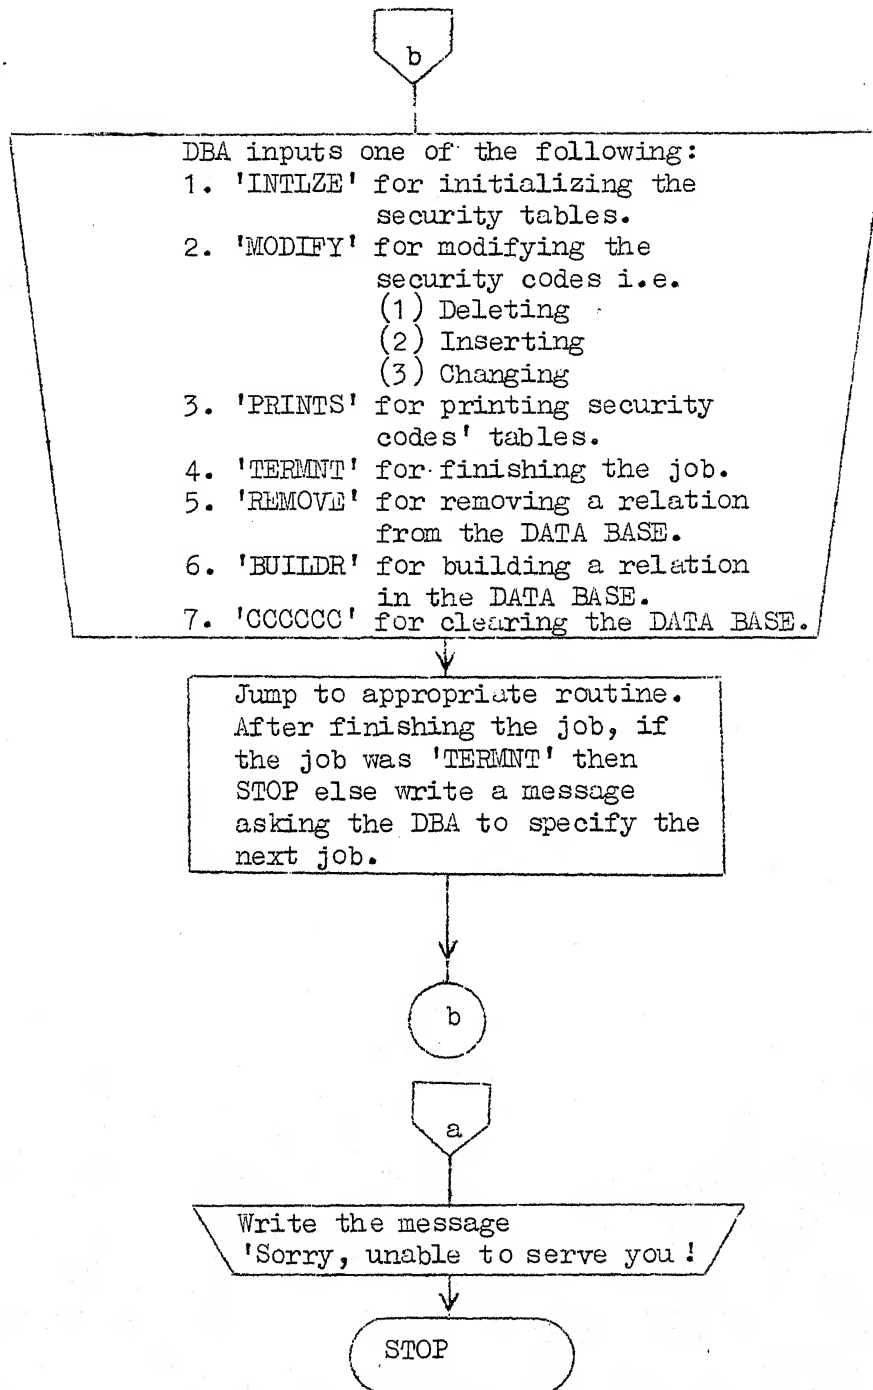 b
DBA inputs one of the following:
1. 'INTLZE' for initializing the
security tables.
2. 'MODIFY' for modifying the
security codes i.e.
(1) Deleting
(2) Inserting
(3) Changing
3. 'PRINTS' for printing security
codes' tables.
4. 'TERMNT' for finishing the job.
5. 'REMOVE' for removing a relation
from the DATA BASE.
6. 'BUILDR' for building a relation
in the DATA BASE.
7. 'CCCCCC' for clearing the DATA BASE.
Jump to appropriate routine.
After finishing the job, if
the job was 'TERMNT' then
STOP else write a message
asking the DBA to specify the
next job.
b
a
Write the message
'Sorry, unable to serve you !
STOP